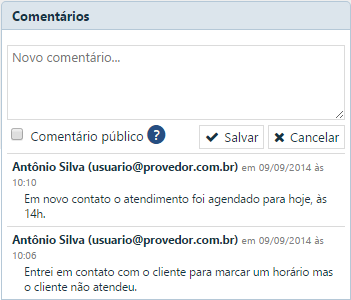 Comentários
Novo comentário...
Comentário público ? Salvar Cancelar
Antônio Silva (usuario@provedor.com.br) em 09/09/2014 às
10:10
Em novo contato o atendimento foi agendado para hoje, às
14h.
Antônio Silva (usuario@provedor.com.br) em 09/09/2014 às
10:06
Entrei em contato com o cliente para marcar um horário mas
o cliente não atendeu.